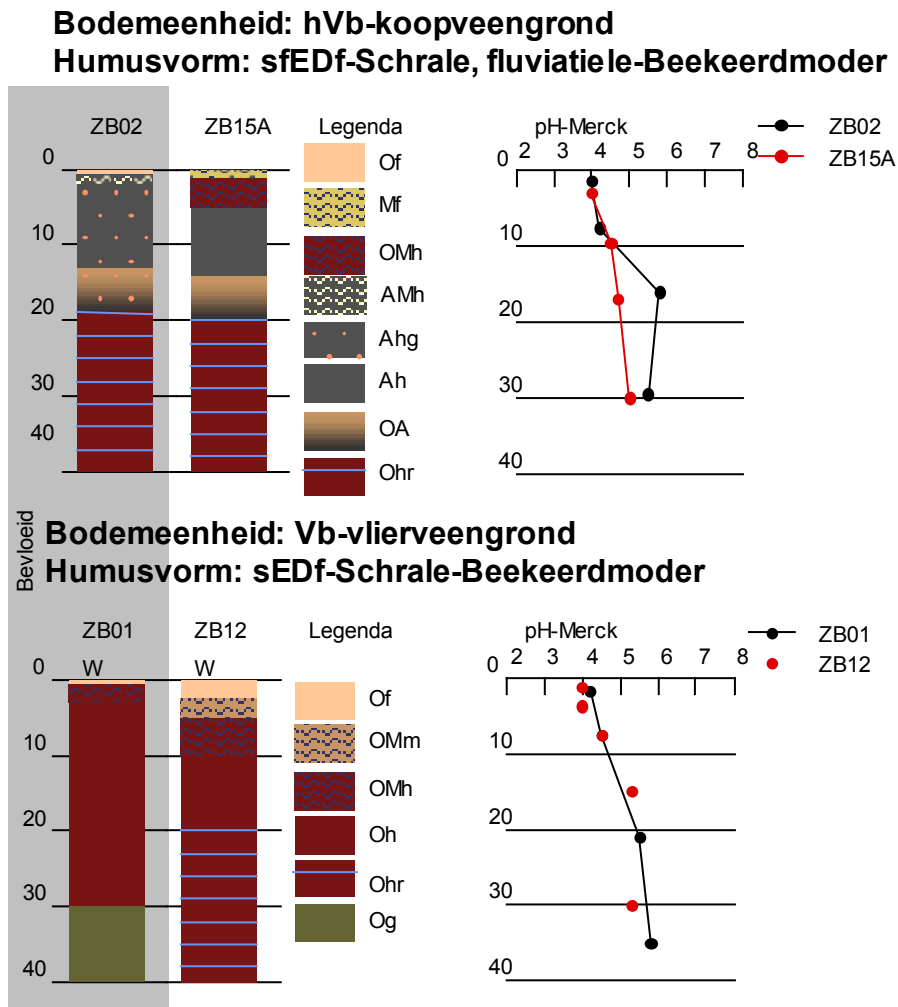 Bodemeenheid: hVb-koopveengrond
Humusvorm: sfEDf-Schrale, fluviatiele-Beekeerdmoder
ZB02 ZB15A Legenda
0
10
20
30
40
Of
Mf
OMh
AMh
Ahg
Ah
OA
Ohr
pH-Merck
2 3 4 5 6 7 8
0
10
20
30
40
ZB02
ZB15A
Bevloeid
Bodemeenheid: Vb-vlierveengrond
Humusvorm: sEDf-Schrale-Beekeerdmoder
ZB01 ZB12 Legenda
W W
0
10
20
30
40
Of
OMm
OMh
Oh
Ohr
Og
pH-Merck
2 3 4 5 6 7 8
0
10
20
30
40
ZB01
ZB12